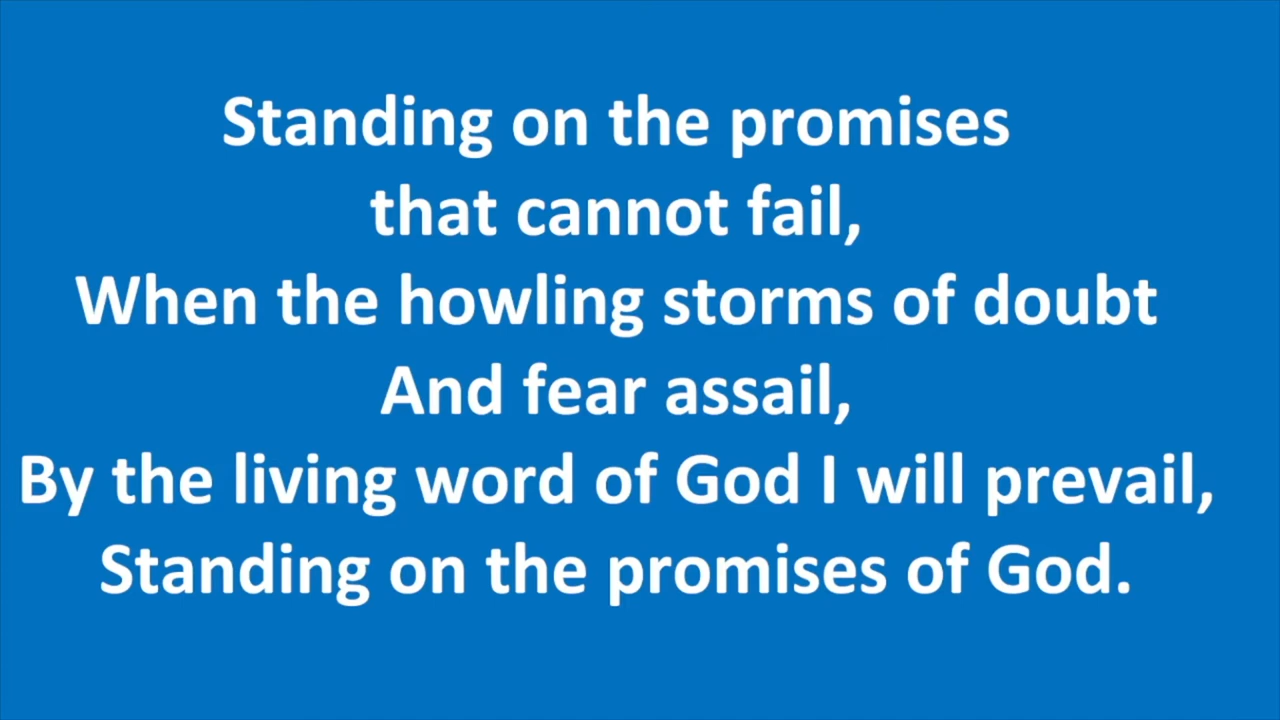 Standing on the promises
that cannot fail,
When the howling storms of doubt
And fear assail,
By the living word of God I will prevail,
Standing on the promises of God.